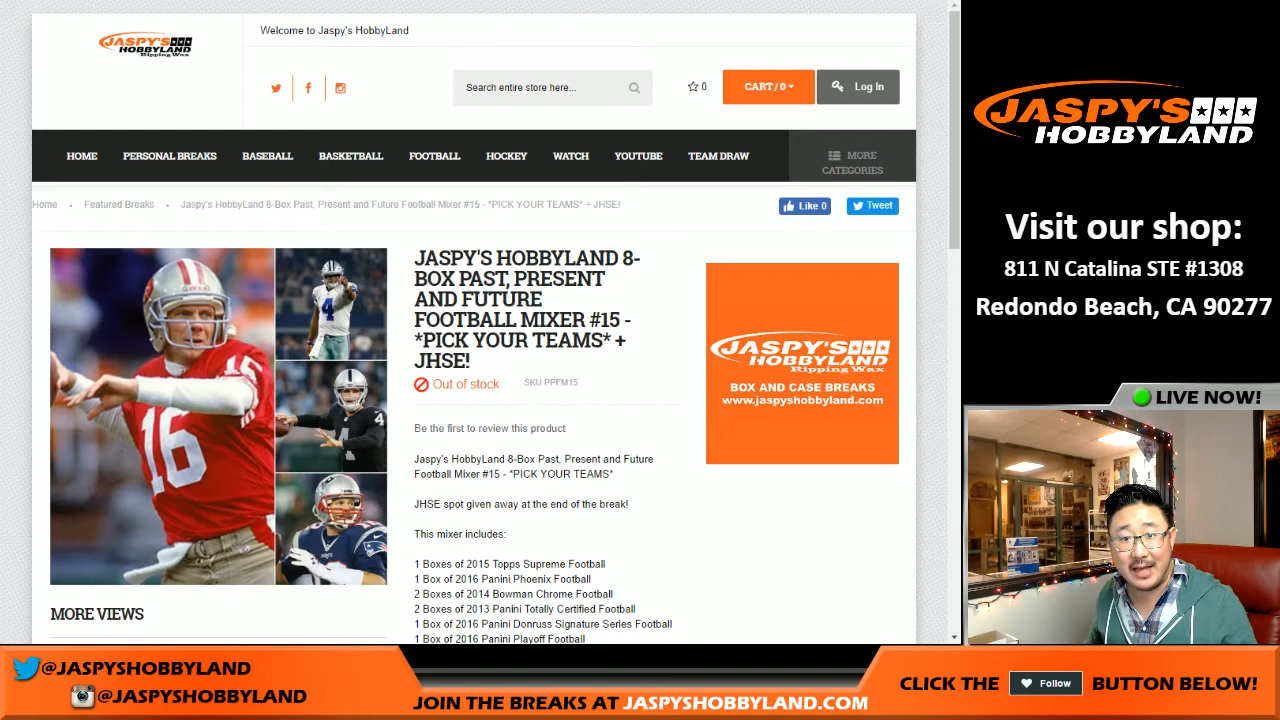 JASPY'S
HOBBYLAND
Ripping Wax
Welcome to Jaspy's HobbyLand
Search entire store here...
0
CART / 0
Log In
HOME
PERSONAL BREAKS
BASEBALL
BASKETBALL
FOOTBALL
HOCKEY
WATCH
YOUTUBE
TEAM DRAW
MORE
CATEGORIES
Home
Featured Breaks
Jaspy's HobbyLand 8-Box Past, Present and Future Football Mixer #15 - *PICK YOUR TEAMS* + JHSE!
Like 0
Tweet
16
16
4
4
JASPY'S HOBBYLAND 8-
BOX PAST, PRESENT
AND FUTURE
FOOTBALL MIXER #15 -
*PICK YOUR TEAMS* +
JHSE!
Out of stock
SKU PPFM15
Be the first to review this product
Jaspy's HobbyLand 8-Box Past, Present and Future
Football Mixer #15 - *PICK YOUR TEAMS*
JHSE spot given away at the end of the break!
This mixer includes:
1 Boxes of 2015 Topps Supreme Football
1 Box of 2016 Panini Phoenix Football
2 Boxes of 2014 Bowman Chrome Football
2 Boxes of 2013 Panini Totally Certified Football
1 Box of 2016 Panini Donruss Signature Series Football
1 Box of 2016 Panini Playoff Football
MORE VIEWS
JASPY'S
HOBBYLAND
Ripping Wax
BOX AND CASE BREAKS
www.jaspyshobbyland.com
JASPY'S
HOBBYLAND
Visit our shop:
811 N Catalina STE #1308
Redondo Beach, CA 90277
LIVE NOW!
@JASPYSHOBBYLAND
@JASPYSHOBBYLAND
JOIN THE BREAKS AT JASPYSHOBBYLAND.COM
CLICK THE
Follow
BUTTON BELOW!